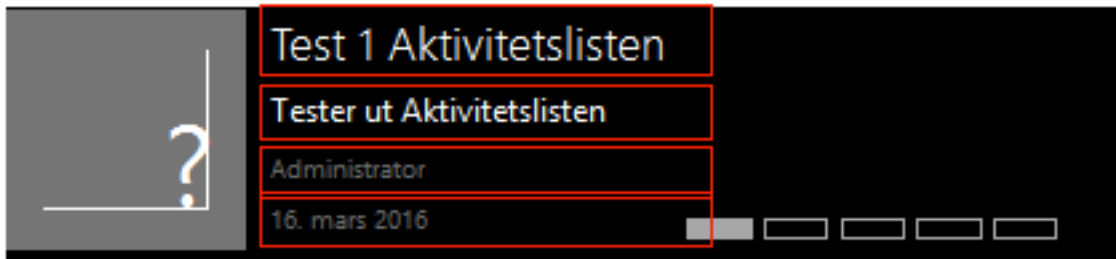 ?
Test 1 Aktivitetslisten
Tester ut Aktivitetslisten
Administrator
16. mars 2016